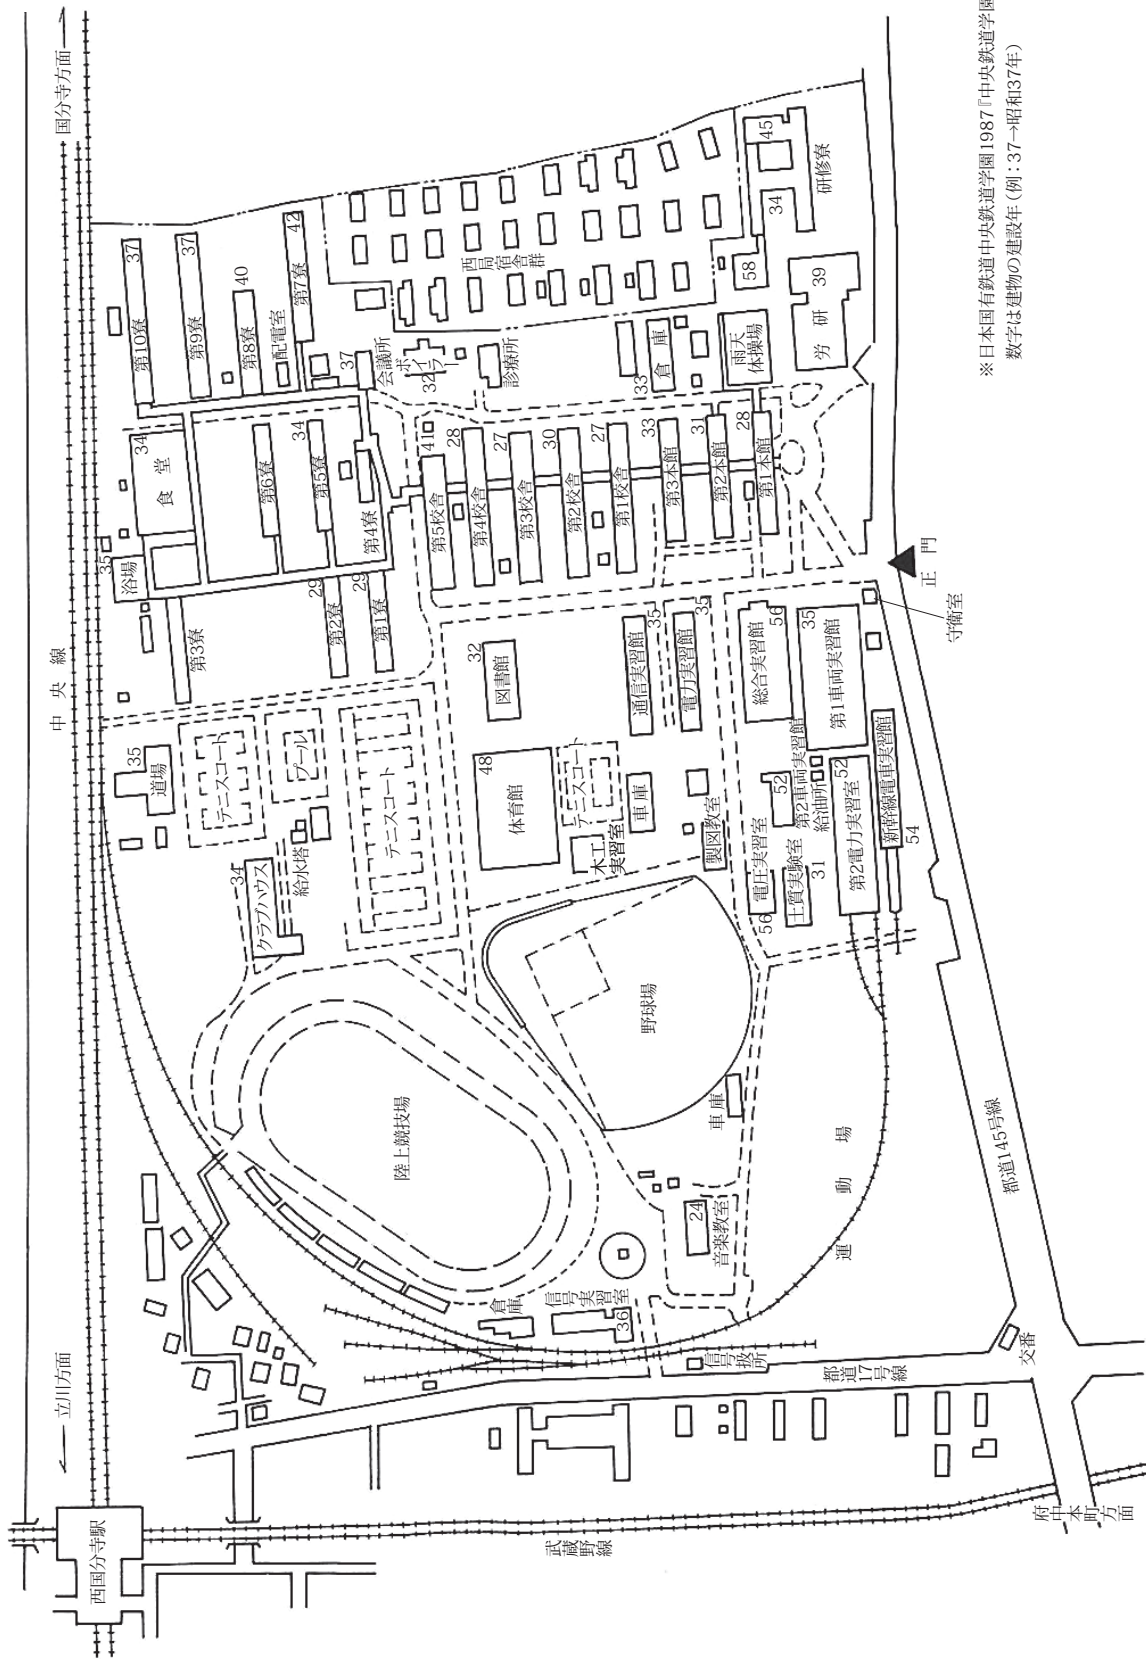 国分寺方面
中央線
立川方面
西国分寺駅
武蔵野線
府中本町方面
第10寮
37
第9寮
37
第8寮
40
第7寮
42
配電室
37
会議所
ボイラー
32
診療所
西局宿舎群
33
倉庫
雨天
体操場
58
34
45
研修寮
労研
39
食堂
34
35
浴場
第6寮
第5寮
34
第4寮
第3寮
第2寮
29
第1寮
29
第5校舎
41
第4校舎
28
第3校舎
27
第2校舎
30
第1校舎
27
第3本館
33
第2本館
31
第1本館
28
正門
守衛室
道場
35
テニスコート
プール
テニスコート
給水塔
クラブハウス
34
図書館
32
体育館
48
テニスコート
木工
実習室
車庫
製図教室
通信実習館
35
電力実習館
35
総合実習館
56
第1車両実習館
35
第2車両実習館
52
給油所
電圧実習室
56
土質実験室
31
第2電力実習室
52
新幹線電車実習館
54
陸上競技場
野球場
車庫
運動場
音楽教室
24
倉庫
信号実習室
36
信号扱所
都道17号線
都道145号線
交番
※日本国有鉄道中央鉄道学園1987『中央鉄道学園
数字は建物の建設年(例：37→昭和37年)